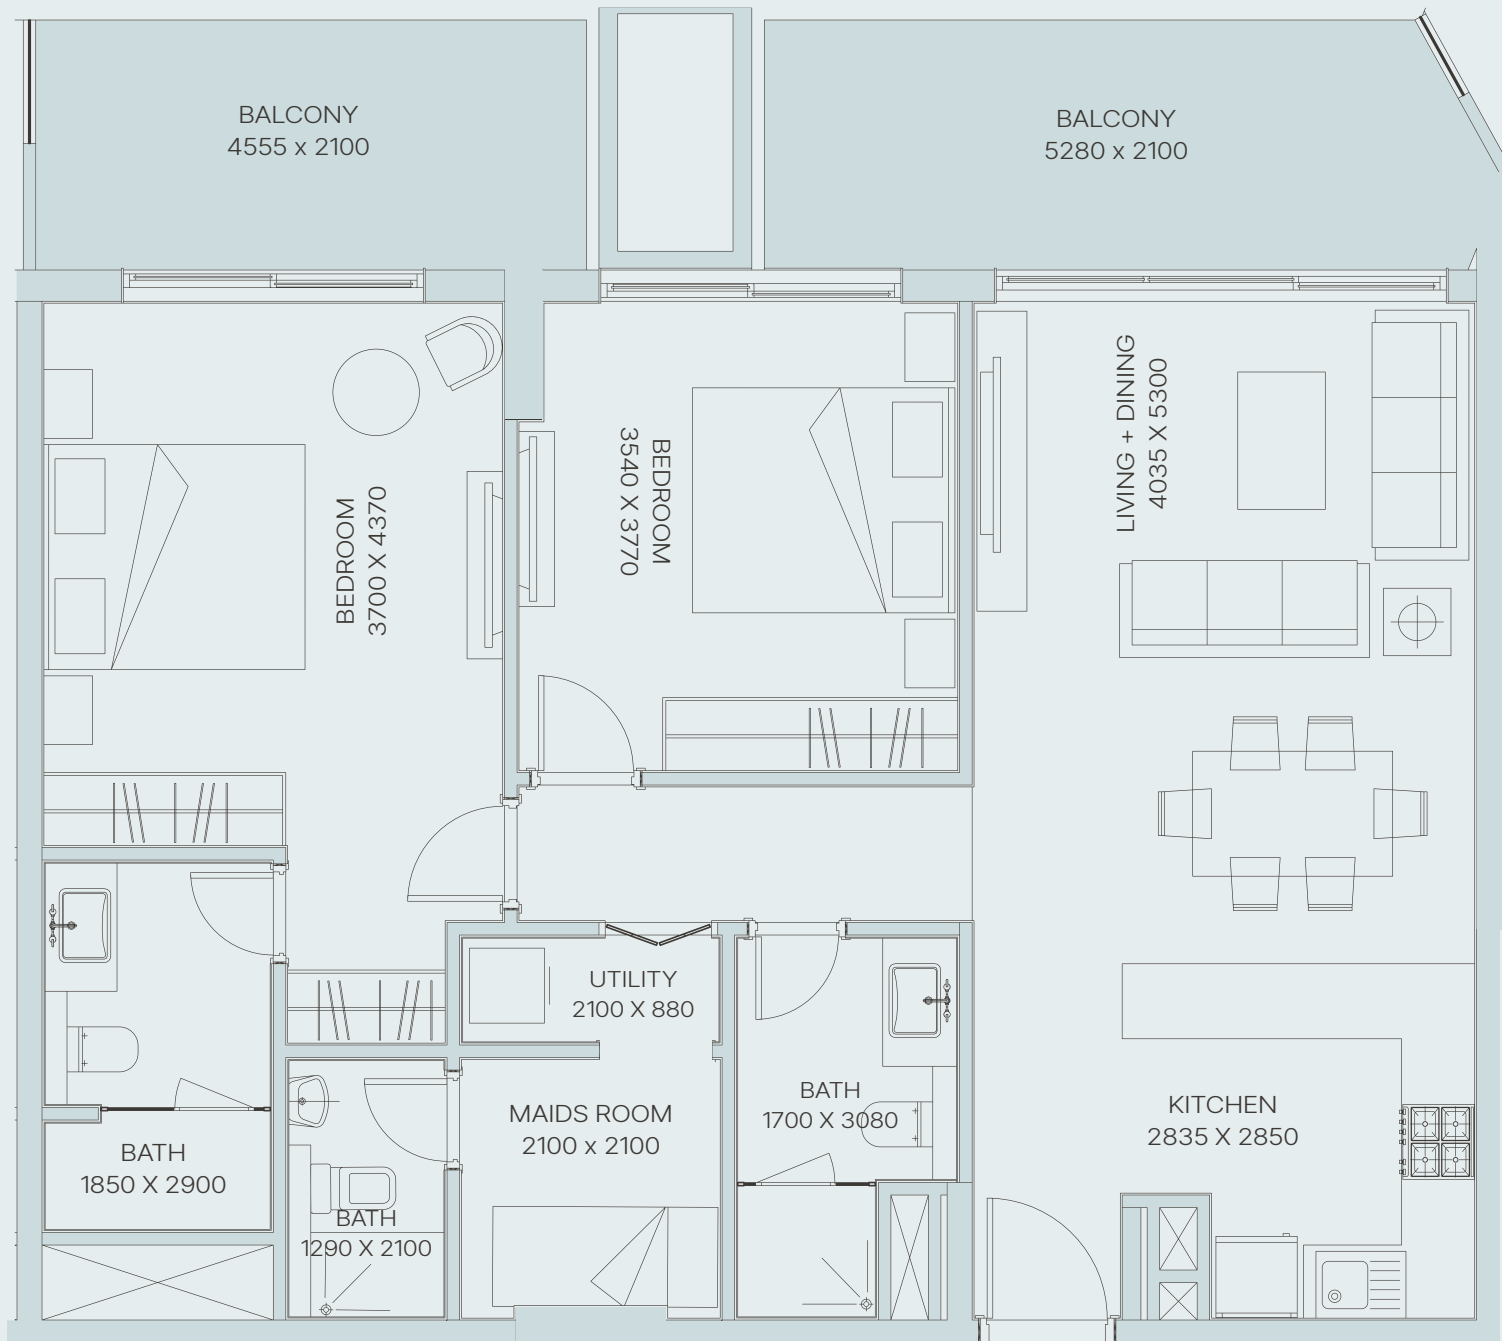 BALCONY
4555 x 2100
BALCONY
5280 x 2100
BEDROOM
3700 X 4370
BEDROOM
3540 X 3770
LIVING + DINING
4035 X 5300
UTILITY
2100 X 880
MAIDS ROOM
2100 x 2100
BATH
1700 X 3080
KITCHEN
2835 X 2850
BATH
1850 X 2900
BATH
1290 X 2100